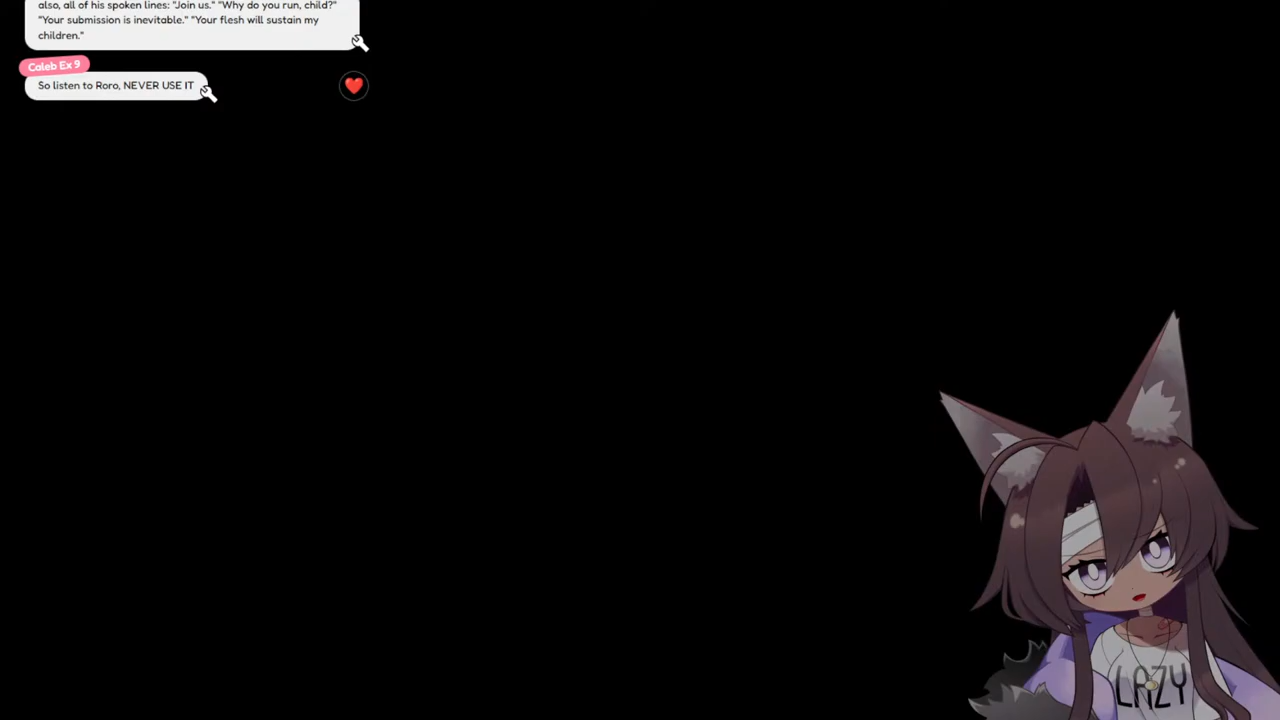 also, all of his spoken lines: "Join us." "Why do you run, child?"
"Your submission is inevitable." "Your flesh will sustain my
children."
Caleb Ex 9
So listen to Roro, NEVER USE IT
LAZY